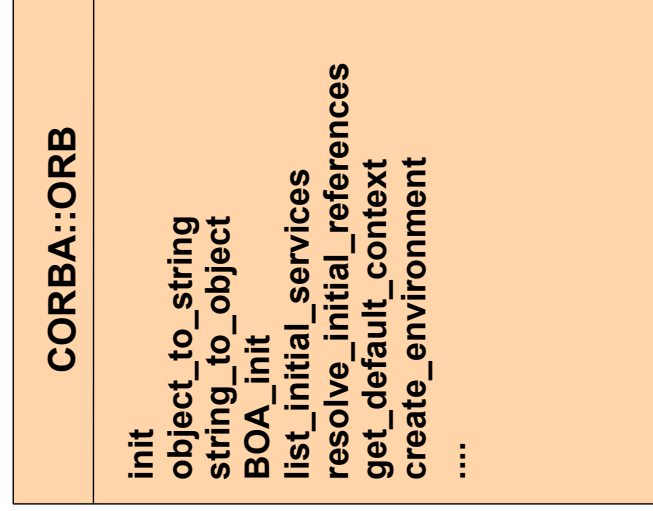 CORBA::ORB
init
object_to_string
string_to_object
BOA_init
list_initial_services
resolve_initial_references
get_default_context
create_environment
....